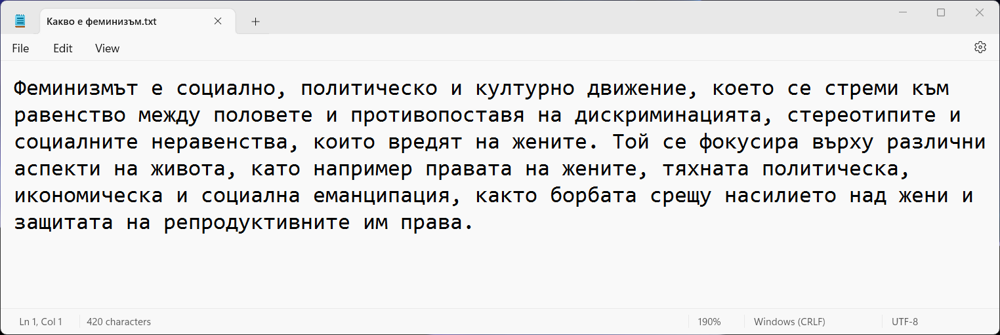 Какво е феминизъм.txt
File Edit View
Феминизмът е социално, политическо и културно движение, което се стреми към
равенство между половете и противопоставя на дискриминацията, стереотипите и
социалните неравенства, които вредят на жените. Той се фокусира върху различни
аспекти на живота, като например правата на жените, тяхната политическа,
икономическа и социална еманципация, както борбата срещу насилието над жени и
защитата на репродуктивните им права.
Ln 1, Col 1 420 characters 190% Windows (CRLF) UTF-8